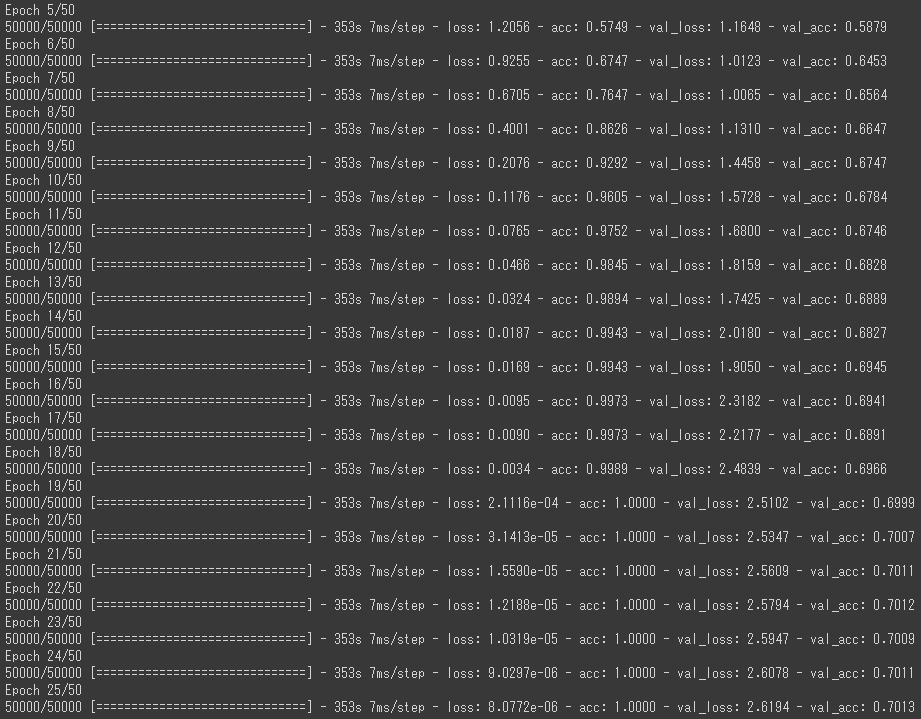 Epoch 5/50
50000/50000 [==============================] - 353s 7ms/step - loss: 1.2056 - acc: 0.5749 - val_loss: 1.1648 - val_acc: 0.5879
Epoch 6/50
50000/50000 [==============================] - 353s 7ms/step - loss: 0.9255 - acc: 0.6747 - val_loss: 1.0123 - val_acc: 0.6453
Epoch 7/50
50000/50000 [==============================] - 353s 7ms/step - loss: 0.6705 - acc: 0.7647 - val_loss: 1.0065 - val_acc: 0.6564
Epoch 8/50
50000/50000 [==============================] - 353s 7ms/step - loss: 0.4001 - acc: 0.8626 - val_loss: 1.1310 - val_acc: 0.6647
Epoch 9/50
50000/50000 [==============================] - 353s 7ms/step - loss: 0.2076 - acc: 0.9292 - val_loss: 1.4458 - val_acc: 0.6747
Epoch 10/50
50000/50000 [==============================] - 353s 7ms/step - loss: 0.1176 - acc: 0.9605 - val_loss: 1.5728 - val_acc: 0.6784
Epoch 11/50
50000/50000 [==============================] - 353s 7ms/step - loss: 0.0765 - acc: 0.9752 - val_loss: 1.6800 - val_acc: 0.6746
Epoch 12/50
50000/50000 [==============================] - 353s 7ms/step - loss: 0.0466 - acc: 0.9845 - val_loss: 1.8159 - val_acc: 0.6828
Epoch 13/50
50000/50000 [==============================] - 353s 7ms/step - loss: 0.0324 - acc: 0.9894 - val_loss: 1.7425 - val_acc: 0.6889
Epoch 14/50
50000/50000 [==============================] - 353s 7ms/step - loss: 0.0187 - acc: 0.9943 - val_loss: 2.0180 - val_acc: 0.6827
Epoch 15/50
50000/50000 [==============================] - 353s 7ms/step - loss: 0.0169 - acc: 0.9943 - val_loss: 1.9050 - val_acc: 0.6945
Epoch 16/50
50000/50000 [==============================] - 353s 7ms/step - loss: 0.0095 - acc: 0.9973 - val_loss: 2.3182 - val_acc: 0.6941
Epoch 17/50
50000/50000 [==============================] - 353s 7ms/step - loss: 0.0090 - acc: 0.9973 - val_loss: 2.2177 - val_acc: 0.6891
Epoch 18/50
50000/50000 [==============================] - 353s 7ms/step - loss: 0.0034 - acc: 0.9989 - val_loss: 2.4839 - val_acc: 0.6966
Epoch 19/50
50000/50000 [==============================] - 353s 7ms/step - loss: 2.1116e-04 - acc: 1.0000 - val_loss: 2.5102 - val_acc: 0.6999
Epoch 20/50
50000/50000 [==============================] - 353s 7ms/step - loss: 3.1413e-05 - acc: 1.0000 - val_loss: 2.5347 - val_acc: 0.7007
Epoch 21/50
50000/50000 [==============================] - 353s 7ms/step - loss: 1.5590e-05 - acc: 1.0000 - val_loss: 2.5609 - val_acc: 0.7011
Epoch 22/50
50000/50000 [==============================] - 353s 7ms/step - loss: 1.2188e-05 - acc: 1.0000 - val_loss: 2.5794 - val_acc: 0.7012
Epoch 23/50
50000/50000 [==============================] - 353s 7ms/step - loss: 1.0319e-05 - acc: 1.0000 - val_loss: 2.5947 - val_acc: 0.7009
Epoch 24/50
50000/50000 [==============================] - 353s 7ms/step - loss: 9.0297e-06 - acc: 1.0000 - val_loss: 2.6078 - val_acc: 0.7011
Epoch 25/50
50000/50000 [==============================] - 353s 7ms/step - loss: 8.0772e-06 - acc: 1.0000 - val_loss: 2.6194 - val_acc: 0.7013